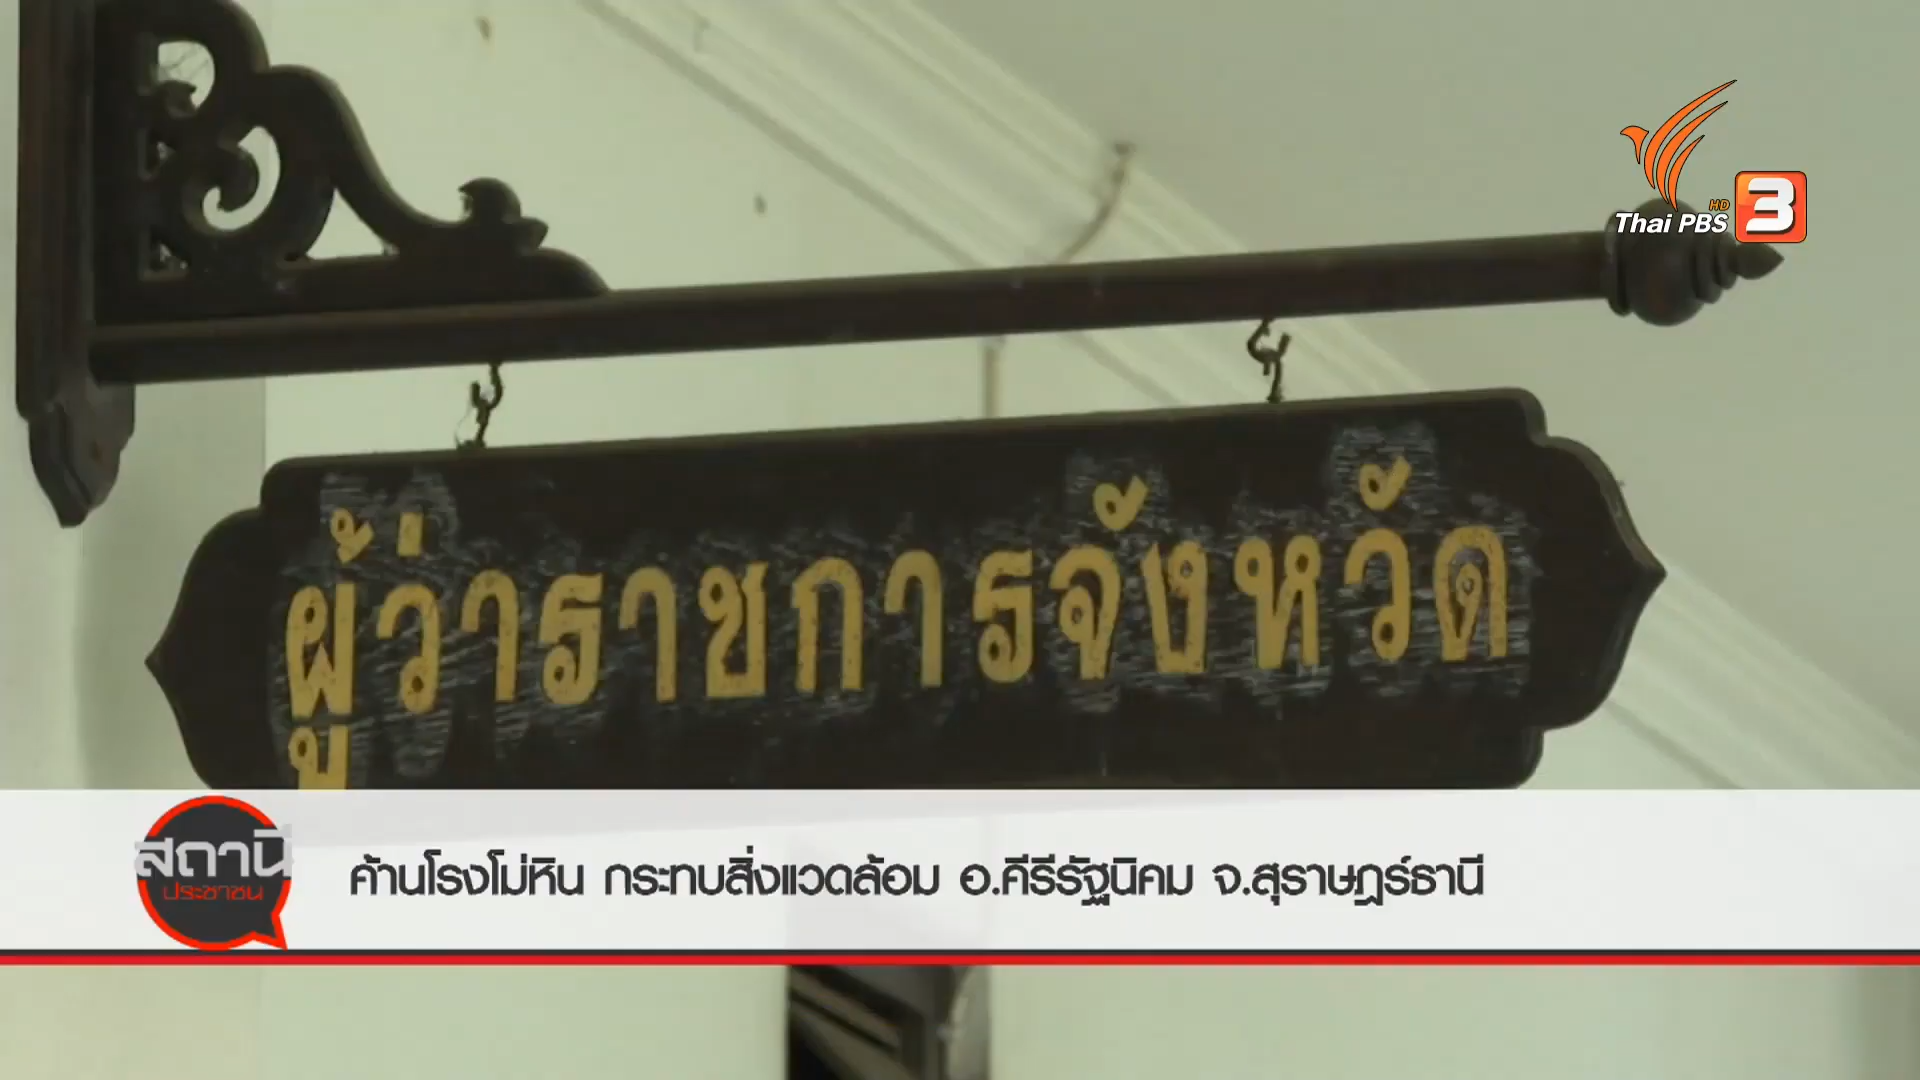 Thai PBS HD 3
ผู้ว่าราชการจังหวัด
สถานี
ประชาชน
ค้านโรงโม่หิน กระทบสิ่งแวดล้อม อ.คีรีรัฐนิคม จ.สุราษฎร์ธานี